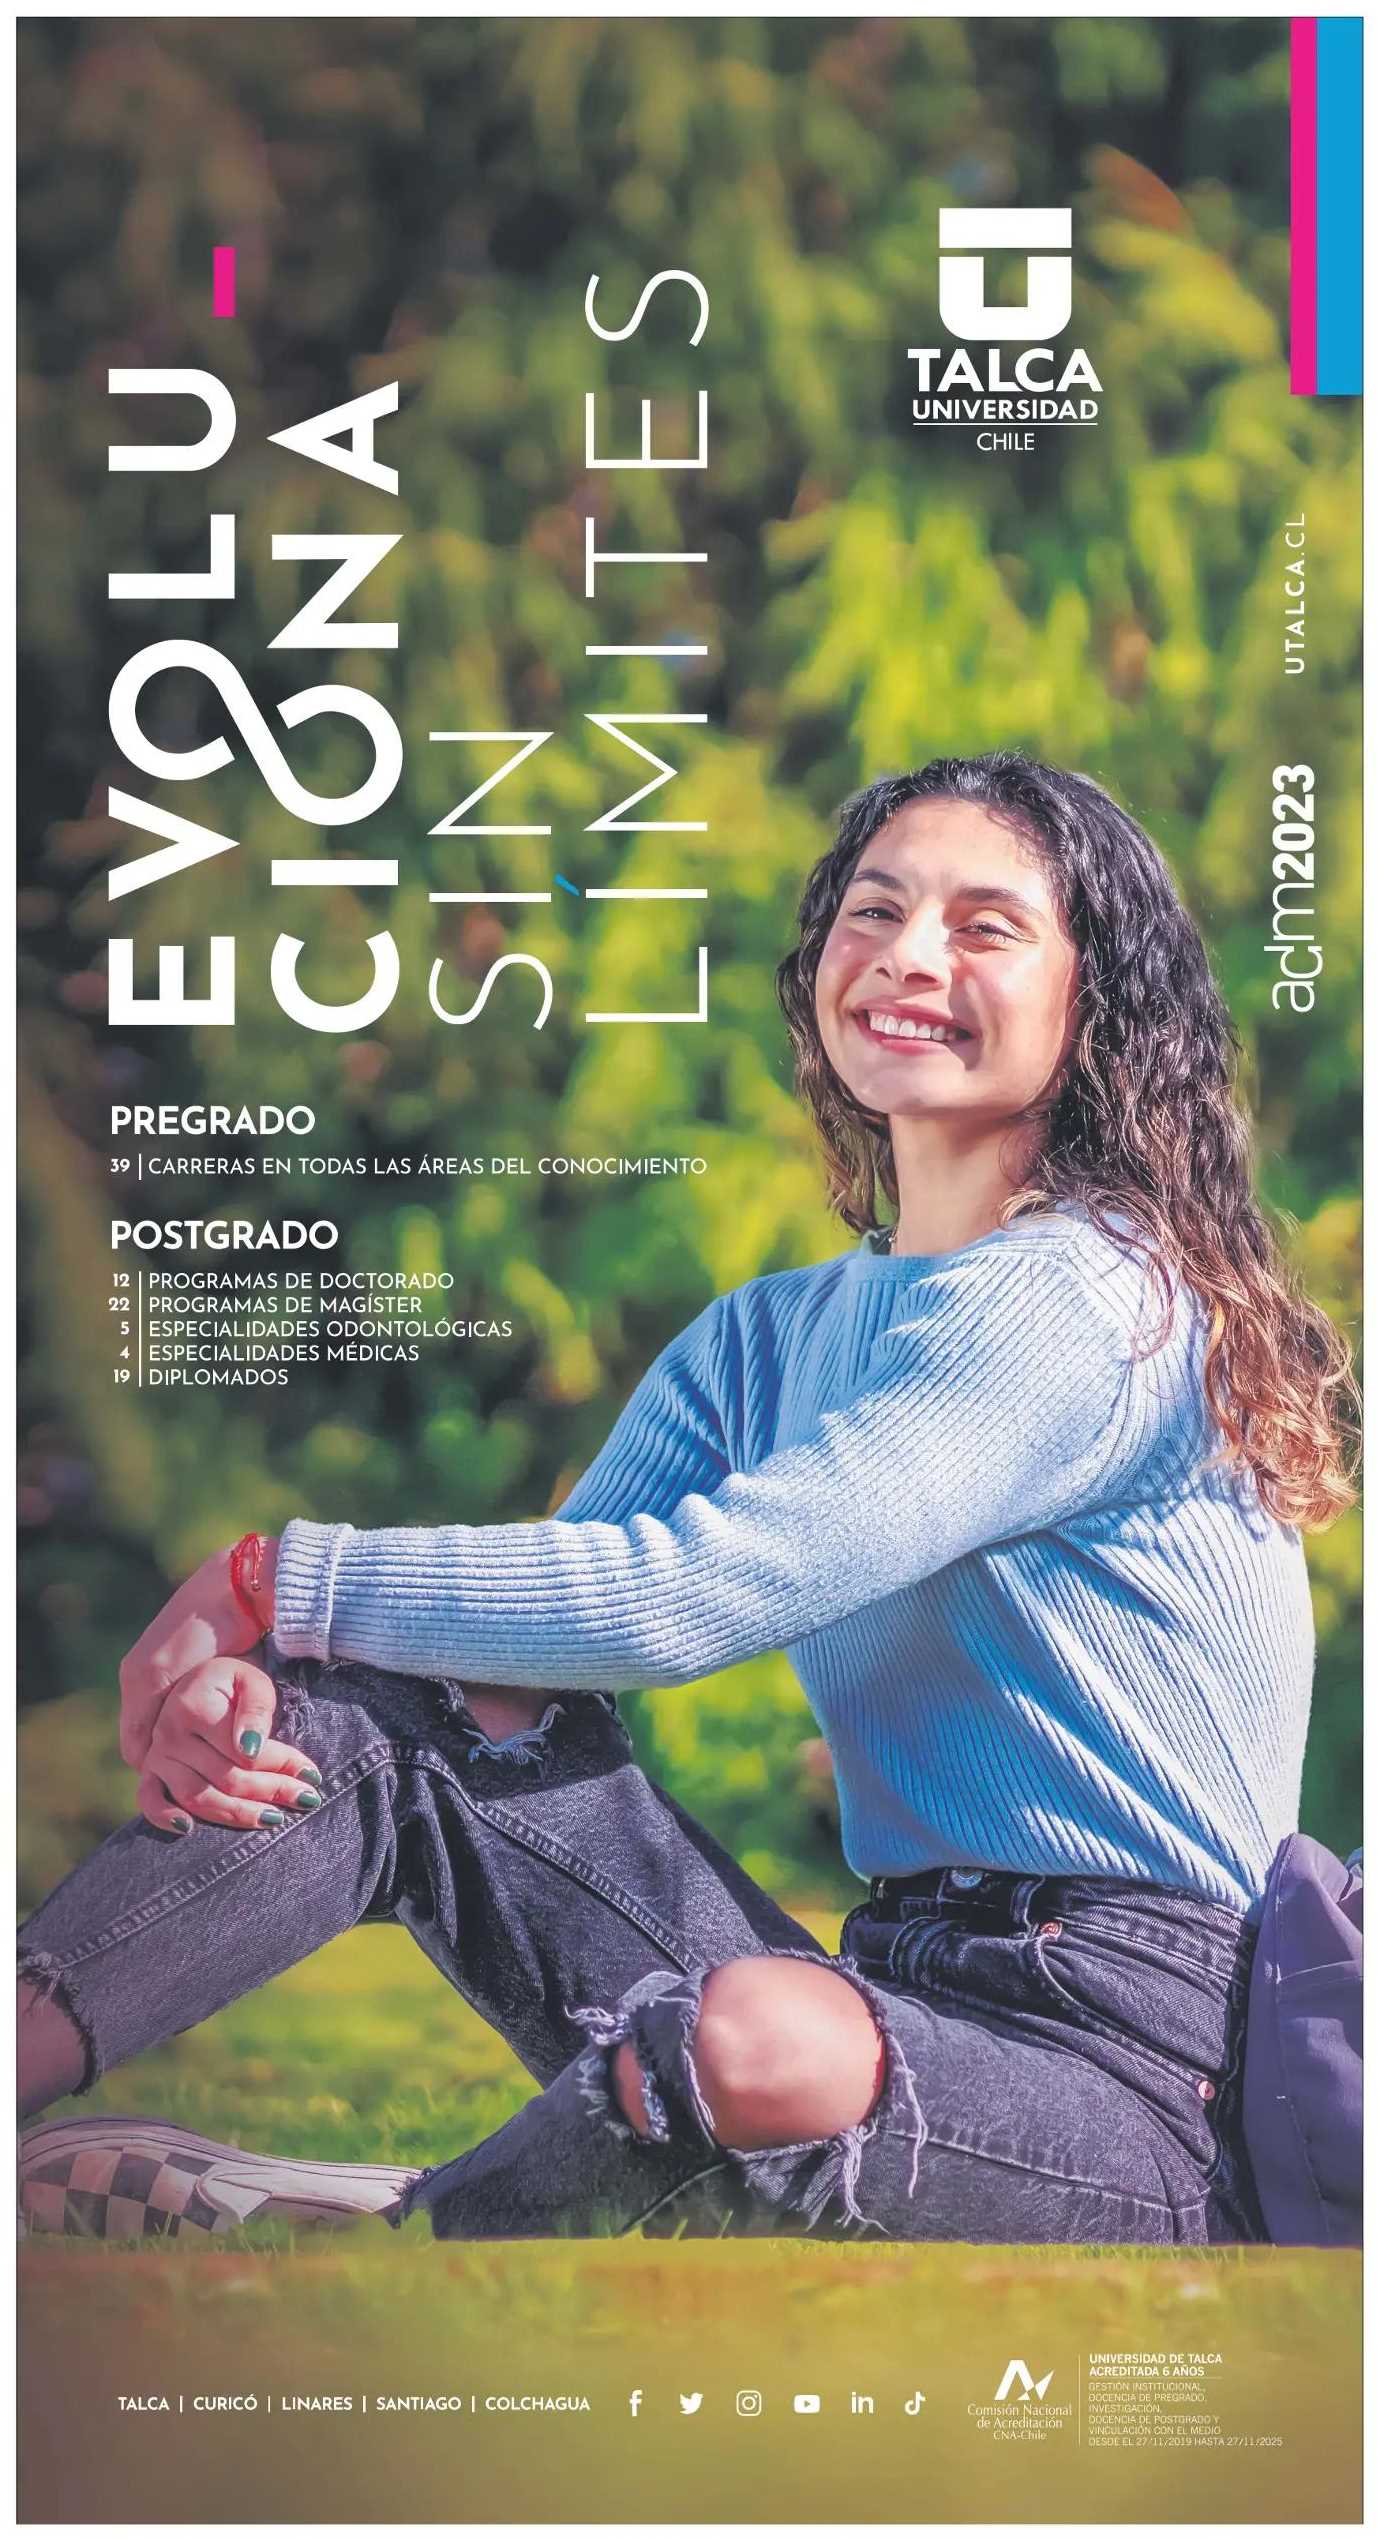 EVOLU_
CIONA
SIN
LÍMITES
TALCA
UNIVERSIDAD
CHILE
UTALCA.CL
adm2023
PREGRADO
39 | CARRERAS EN TODAS LAS ÁREAS DEL CONOCIMIENTO
POSTGRADO
12 | PROGRAMAS DE DOCTORADO
22 | PROGRAMAS DE MAGÍSTER
5 | ESPECIALIDADES ODONTOLÓGICAS
4 | ESPECIALIDADES MÉDICAS
19 | DIPLOMADOS
TALCA | CURICÓ | LINARES | SANTIAGO | COLCHAGUA
Comisión Nacional
de Acreditación
CNA-Chile
UNIVERSIDAD DE TALCA
ACREDITADA 6 AÑOS
GESTIÓN INSTITUCIONAL,
DOCENCIA DE PREGRADO,
INVESTIGACIÓN,
DOCENCIA DE POSTGRADO Y
VINCULACIÓN CON EL MEDIO
DESDE EL 27/11/2019 HASTA 27/11/2025